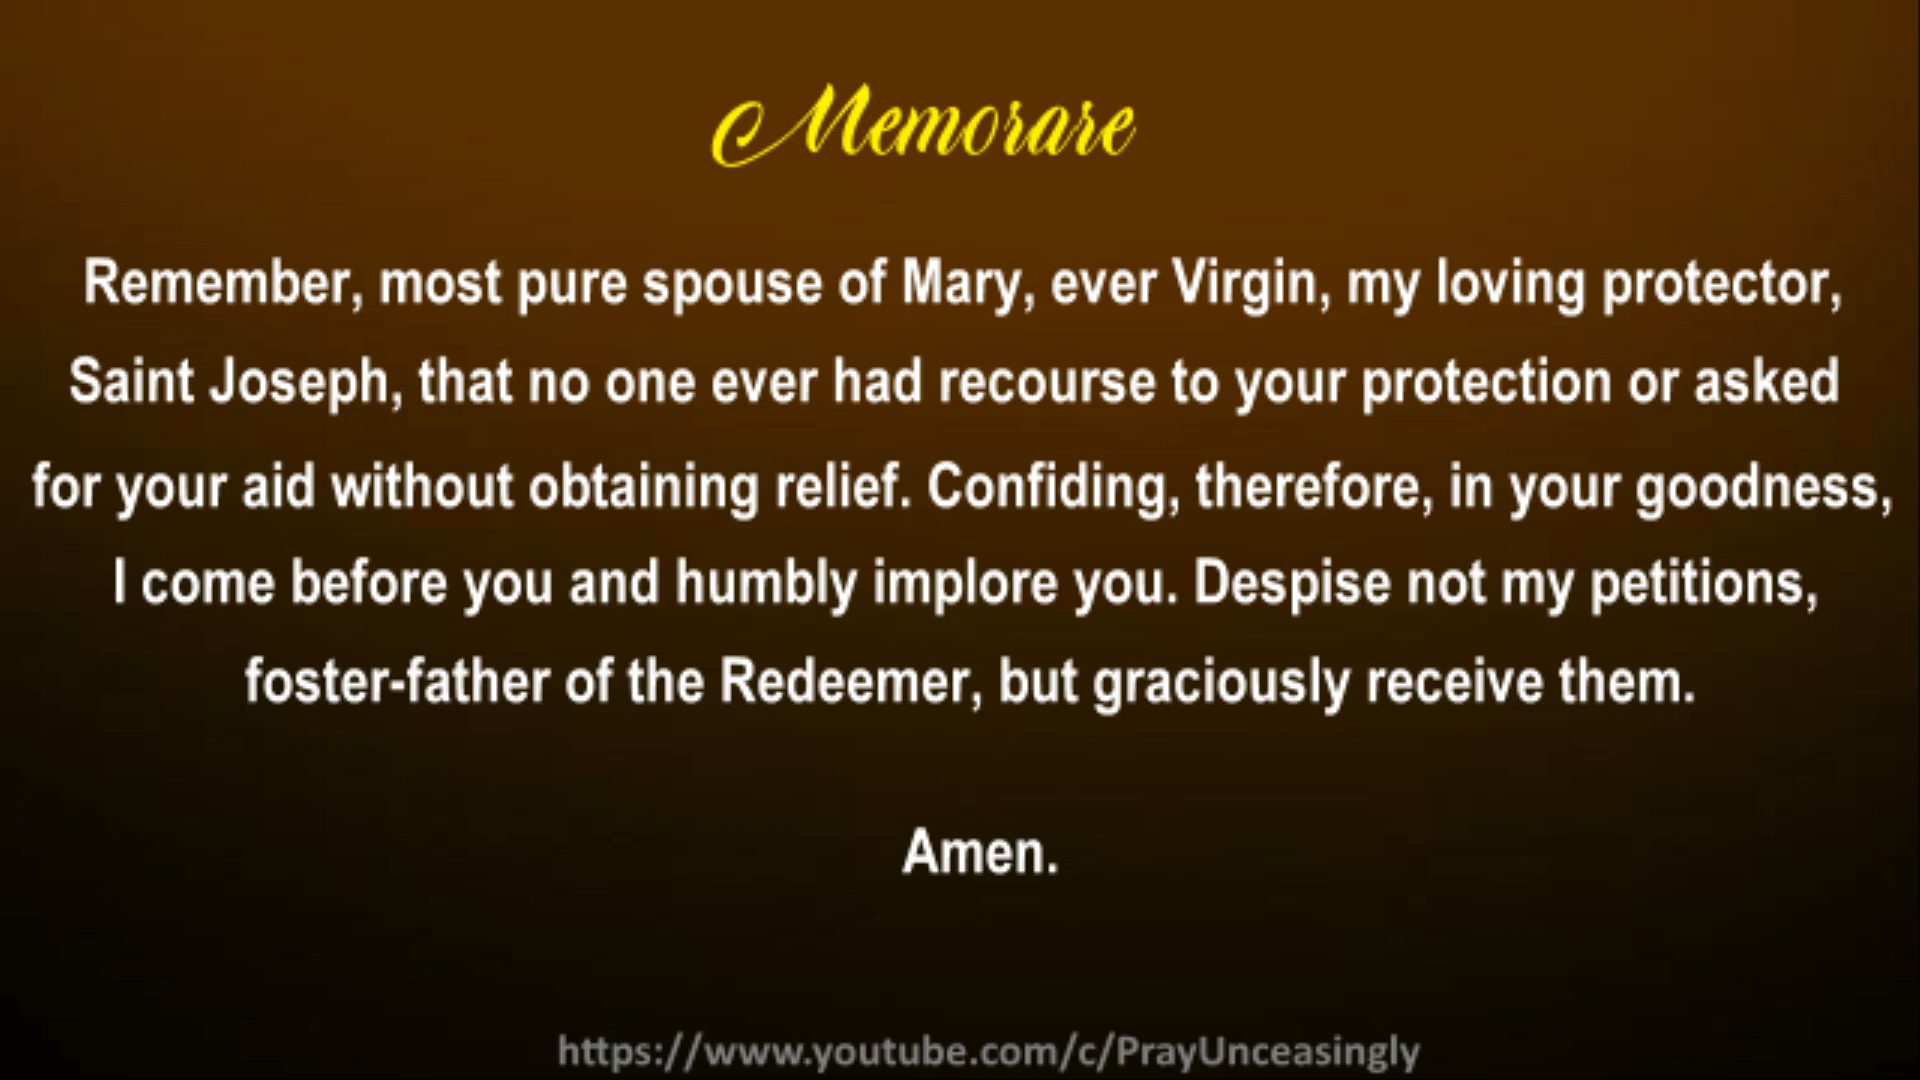 Memorare
Remember, most pure spouse of Mary, ever Virgin, my loving protector,
Saint Joseph, that no one ever had recourse to your protection or asked
for your aid without obtaining relief. Confiding, therefore, in your goodness,
I come before you and humbly implore you. Despise not my petitions,
foster-father of the Redeemer, but graciously receive them.
Amen.
https://www.youtube.com/c/PrayUnceasingly